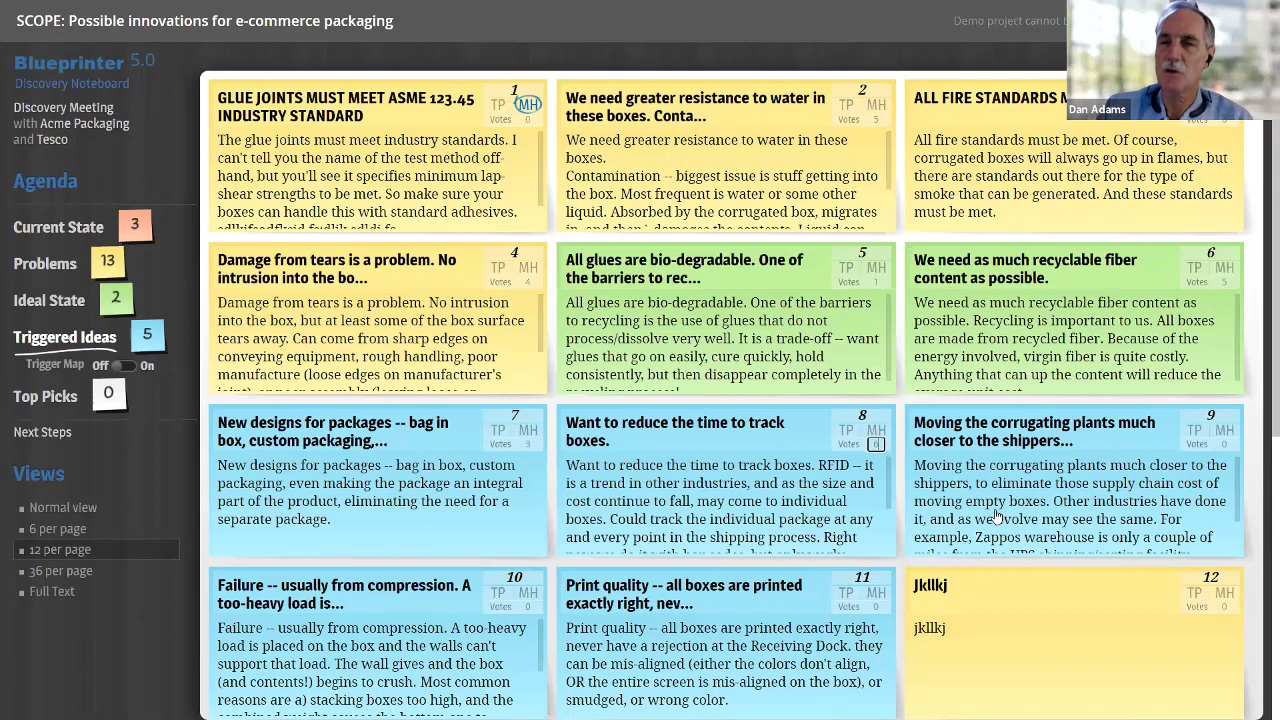 SCOPE: Possible innovations for e-commerce packaging
Demo project cannot b
Dan Adams
Blueprinter 5.0
Discovery Noteboard
Discovery Meeting
with Acme Packaging
and Tesco
Agenda
Current State 3
Problems 13
Ideal State 2
Triggered Ideas 5
Trigger Map Off On
Top Picks 0
Next Steps
Views
Normal view
6 per page
12 per page
36 per page
Full Text
GLUE JOINTS MUST MEET ASME 123.45
INDUSTRY STANDARD
1
TP MH
Votes 0
The glue joints must meet industry standards. I
can't tell you the name of the test method off-
hand, but you'll see it specifies minimum lap-
shear strengths to be met. So make sure your
boxes can handle this with standard adhesives.
We need greater resistance to water in
these boxes. Conta...
2
TP MH
Votes 5
We need greater resistance to water in these
boxes.
Contamination -- biggest issue is stuff getting into
the box. Most frequent is water or some other
liquid. Absorbed by the corrugated box, migrates
in, and then` damages the contents. Liquid can
ALL FIRE STANDARDS M
All fire standards must be met. Of course,
corrugated boxes will always go up in flames, but
there are standards out there for the type of
smoke that can be generated. And these standards
must be met.
Damage from tears is a problem. No
intrusion into the bo...
4
TP MH
Votes 4
Damage from tears is a problem. No intrusion
into the box, but at least some of the box surface
tears away. Can come from sharp edges on
conveying equipment, rough handling, poor
manufacture (loose edges on manufacturer's
All glues are bio-degradable. One of
the barriers to rec...
5
TP MH
Votes 1
All glues are bio-degradable. One of the barriers
to recycling is the use of glues that do not
process/dissolve very well. It is a trade-off -- want
glues that go on easily, cure quickly, hold
consistently, but then disappear completely in the
recycling process!
We need as much recyclable fiber
content as possible.
6
TP MH
Votes 5
We need as much recyclable fiber content as
possible. Recycling is important to us. All boxes
are made from recycled fiber. Because of the
energy involved, virgin fiber is quite costly.
Anything that can up the content will reduce the
average unit cost.
New designs for packages -- bag in
box, custom packaging,...
7
TP MH
Votes 3
New designs for packages -- bag in box, custom
packaging, even making the package an integral
part of the product, eliminating the need for a
separate package.
Want to reduce the time to track
boxes.
8
TP MH
Votes 6
Want to reduce the time to track boxes. RFID -- it
is a trend in other industries, and as the size and
cost continue to fall, may come to individual
boxes. Could track the individual package at any
and every point in the shipping process. Right
Moving the corrugating plants much
closer to the shippers...
9
TP MH
Votes 0
Moving the corrugating plants much closer to the
shippers, to eliminate those supply chain cost of
moving empty boxes. Other industries have done
it, and as we evolve may see the same. For
example, Zappos warehouse is only a couple of
miles from the UPS shipping/sorting facility.
Failure -- usually from compression. A
too-heavy load is...
10
TP MH
Votes 0
Failure -- usually from compression. A too-heavy
load is placed on the box and the walls can't
support that load. The wall gives and the box
(and contents!) begins to crush. Most common
reasons are a) stacking boxes too high, and the
Print quality -- all boxes are printed
exactly right, nev...
11
TP MH
Votes 0
Print quality -- all boxes are printed exactly right,
never have a rejection at the Receiving Dock. they
can be mis-aligned (either the colors don't align,
OR the entire screen is mis-aligned on the box), or
smudged, or wrong color.
Jkllkj
12
TP MH
Votes 0
jkllkj